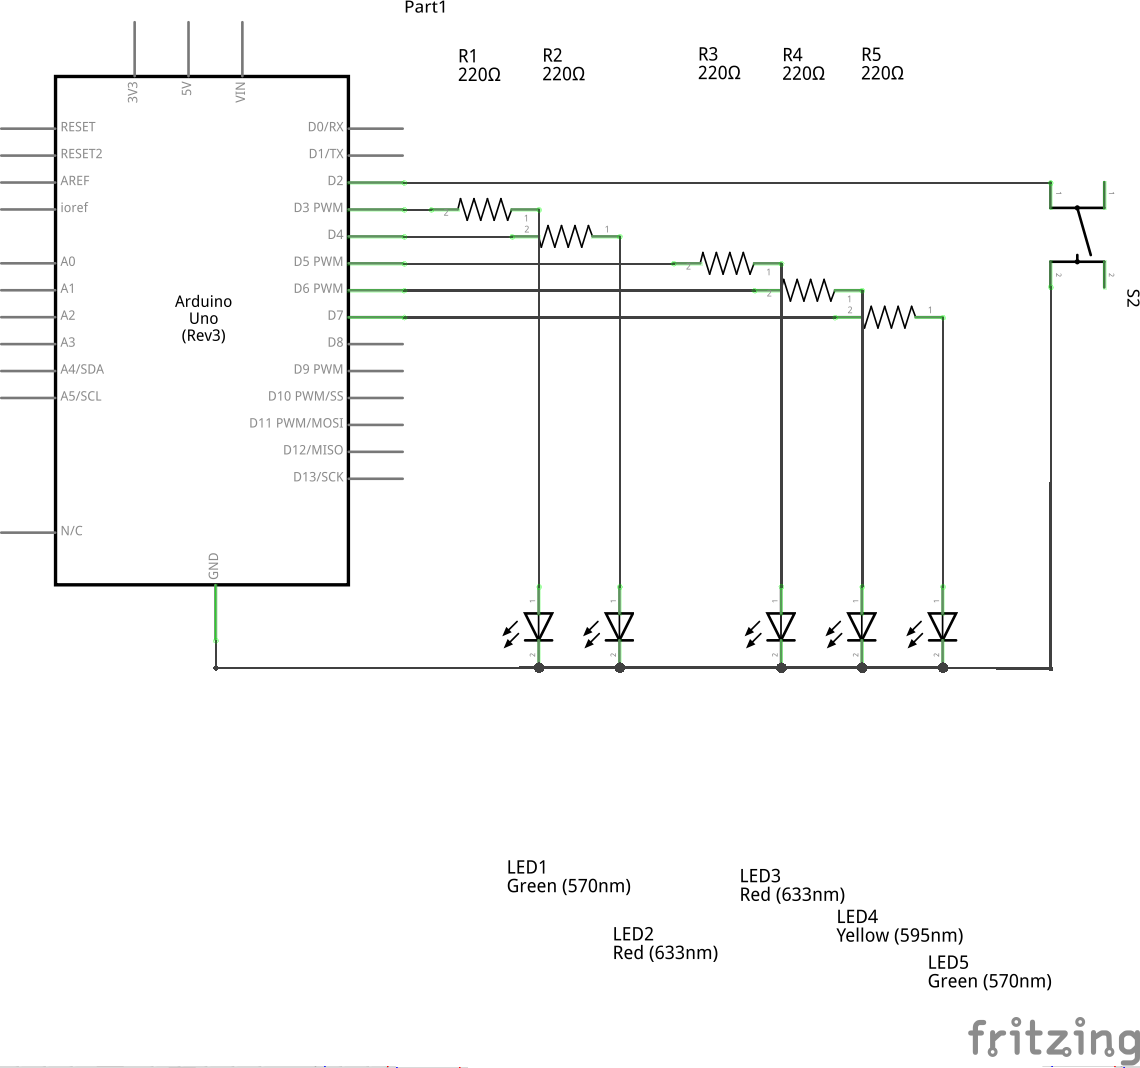 Part1
R1
220Ω
R2
220Ω
R3
220Ω
R4
220Ω
R5
220Ω
3V3
5V
VIN
RESET
RESET2
AREF
ioref
A0
A1
A2
A3
A4/SDA
A5/SCL
N/C
GND
Arduino
Uno
(Rev3)
D0/RX
D1/TX
D2
D3 PWM
D4
D5 PWM
D6 PWM
D7
D8
D9 PWM
D10 PWM/SS
D11 PWM/MOSI
D12/MISO
D13/SCK
2
1
2
1
2
1
2
1
2
1
1
1
2
2
S2
1
2
1
2
1
2
1
2
1
2
LED1
Green (570nm)
LED2
Red (633nm)
LED3
Red (633nm)
LED4
Yellow (595nm)
LED5
Green (570nm)
fritzing